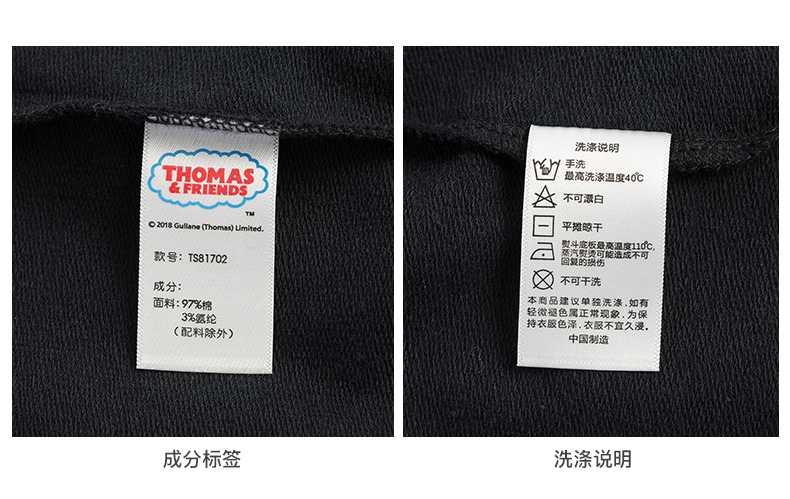 THOMAS
& FRIENDS
™
© 2018 Gullane (Thomas) Limited.
款号：TS81702
成分：
面料：97%棉
3%氨纶
（配料除外）
洗涤说明
手洗
最高洗涤温度40℃
不可漂白
平摊晾干
熨斗底板最高温度110℃,
蒸汽熨烫可能造成不可
回复的损伤
不可干洗
本商品建议单独洗涤,如有
轻微褪色属正常现象,为保
持衣服色泽,衣服不宜久浸。
中国制造
成分标签
洗涤说明